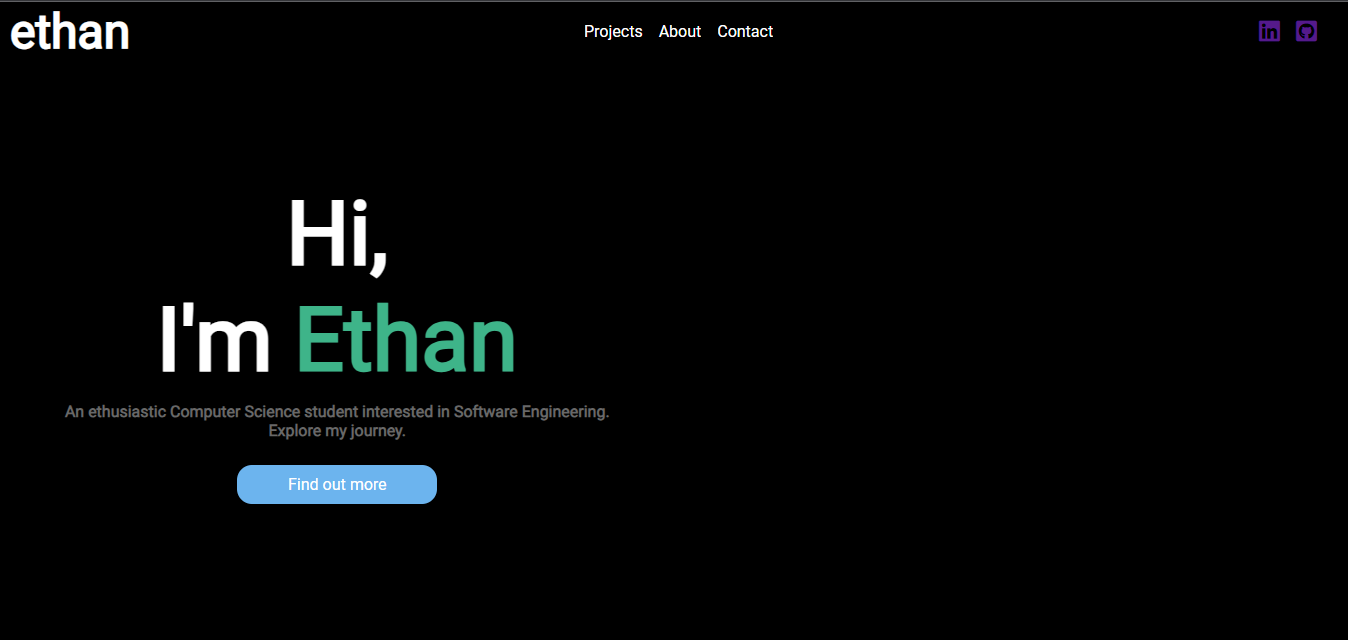 ethan
Projects About Contact
Hi,
I'm Ethan
An ethusiastic Computer Science student interested in Software Engineering.
Explore my journey.
Find out more